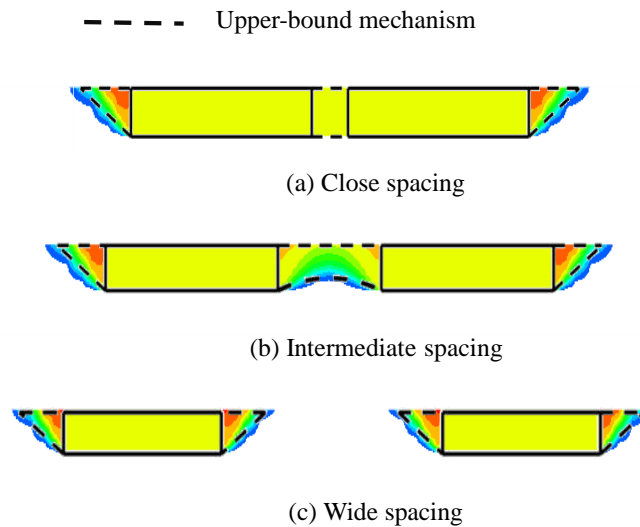 Upper-bound mechanism
(a) Close spacing
(b) Intermediate spacing
(c) Wide spacing